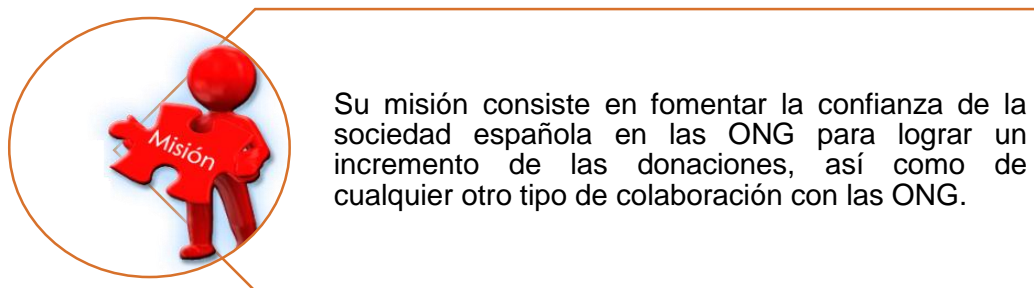 Misión
Su misión consiste en fomentar la confianza de la
sociedad española en las ONG para lograr un
incremento de las donaciones, así como de
cualquier otro tipo de colaboración con las ONG.